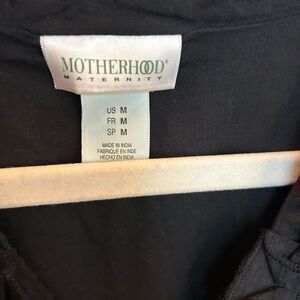 MOTHERHOOD®
MATERNITY
US M
FR M
SP M
MADE IN INDIA
FABRIQUÉ EN INDE
HECHO EN INDIA